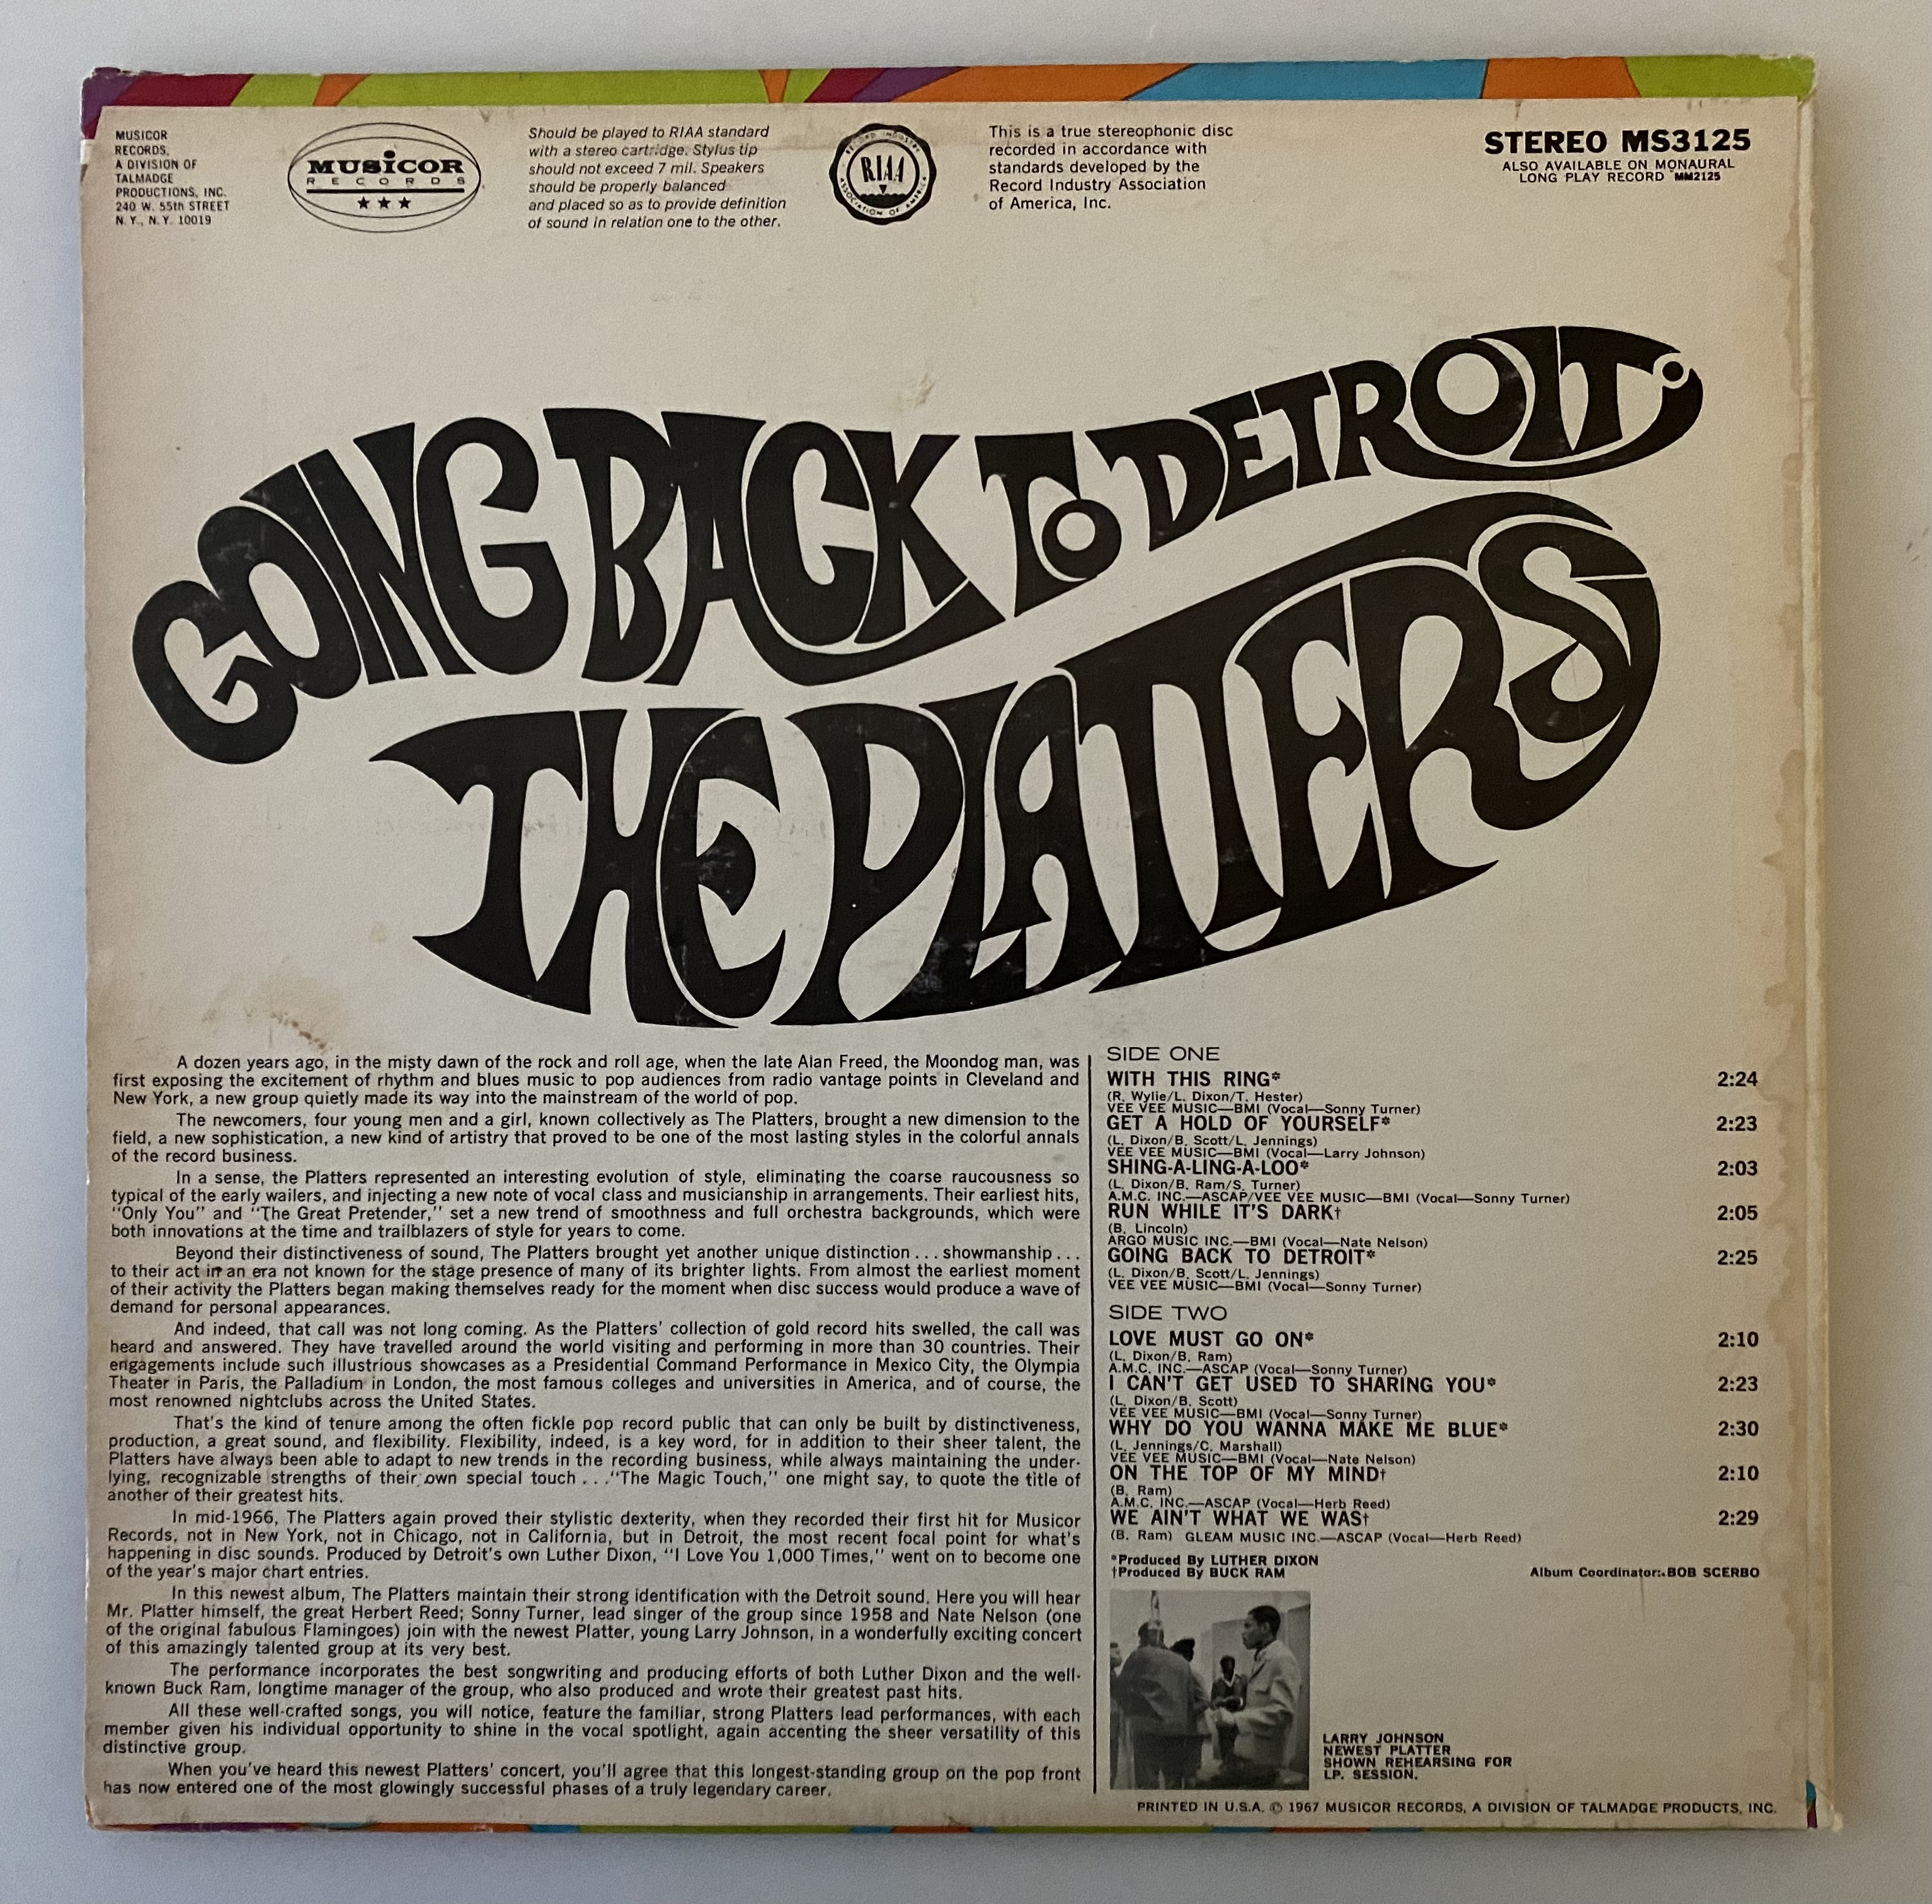 MUSICOR
RECORDS,
A DIVISION OF
TALMADGE
PRODUCTIONS, INC.
240 W. 55th STREET
N.Y., N.Y. 10019
MUSiCOR
RECORDS
Should be played to RIAA standard
with a stereo cartridge. Stylus tip
should not exceed 7 mil. Speakers
should be properly balanced
and placed so as to provide definition
of sound in relation one to the other.
RECORD INDUSTRY
RIAA
ASSOCIATION OF AMERICA
This is a true stereophonic disc
recorded in accordance with
standards developed by the
Record Industry Association
of America, Inc.
STEREO MS3125
ALSO AVAILABLE ON MONAURAL
LONG PLAY RECORD MM2125
GOING BACK TO DETROIT:
THE PLATTERS
A dozen years ago, in the misty dawn of the rock and roll age, when the late Alan Freed, the Moondog man, was
first exposing the excitement of rhythm and blues music to pop audiences from radio vantage points in Cleveland and
New York, a new group quietly made its way into the mainstream of the world of pop.
The newcomers, four young men and a girl, known collectively as The Platters, brought a new dimension to the
field, a new sophistication, a new kind of artistry that proved to be one of the most lasting styles in the colorful annals
of the record business.
In a sense, the Platters represented an interesting evolution of style, eliminating the coarse raucousness so
typical of the early wailers, and injecting a new note of vocal class and musicianship in arrangements. Their earliest hits,
"Only You" and "The Great Pretender," set a new trend of smoothness and full orchestra backgrounds, which were
both innovations at the time and trailblazers of style for years to come.
Beyond their distinctiveness of sound, The Platters brought yet another unique distinction . . . showmanship . . .
to their act in an era not known for the stage presence of many of its brighter lights. From almost the earliest moment
of their activity the Platters began making themselves ready for the moment when disc success would produce a wave of
demand for personal appearances.
And indeed, that call was not long coming. As the Platters' collection of gold record hits swelled, the call was
heard and answered. They have travelled around the world visiting and performing in more than 30 countries. Their
engagements include such illustrious showcases as a Presidential Command Performance in Mexico City, the Olympia
Theater in Paris, the Palladium in London, the most famous colleges and universities in America, and of course, the
most renowned nightclubs across the United States.
That's the kind of tenure among the often fickle pop record public that can only be built by distinctiveness,
production, a great sound, and flexibility. Flexibility, indeed, is a key word, for in addition to their sheer talent, the
Platters have always been able to adapt to new trends in the recording business, while always maintaining the under-
lying, recognizable strengths of their own special touch . . ."The Magic Touch," one might say, to quote the title of
another of their greatest hits.
In mid-1966, The Platters again proved their stylistic dexterity, when they recorded their first hit for Musicor
Records, not in New York, not in Chicago, not in California, but in Detroit, the most recent focal point for what's
happening in disc sounds. Produced by Detroit's own Luther Dixon, "I Love You 1,000 Times," went on to become one
of the year's major chart entries.
In this newest album, The Platters maintain their strong identification with the Detroit sound. Here you will hear
Mr. Platter himself, the great Herbert Reed; Sonny Turner, lead singer of the group since 1958 and Nate Nelson (one
of the original fabulous Flamingoes) join with the newest Platter, young Larry Johnson, in a wonderfully exciting concert
of this amazingly talented group at its very best.
The performance incorporates the best songwriting and producing efforts of both Luther Dixon and the well-
known Buck Ram, longtime manager of the group, who also produced and wrote their greatest past hits.
All these well-crafted songs, you will notice, feature the familiar, strong Platters lead performances, with each
member given his individual opportunity to shine in the vocal spotlight, again accenting the sheer versatility of this
distinctive group.
When you've heard this newest Platters' concert, you'll agree that this longest-standing group on the pop front
has now entered one of the most glowingly successful phases of a truly legendary career.
SIDE ONE
WITH THIS RING* 2:24
(R. Wylie/L. Dixon/T. Hester)
VEE VEE MUSIC—BMI (Vocal—Sonny Turner)
GET A HOLD OF YOURSELF* 2:23
(L. Dixon/B. Scott/L. Jennings)
VEE VEE MUSIC—BMI (Vocal—Larry Johnson)
SHING-A-LING-A-LOO* 2:03
(L. Dixon/B. Ram/S. Turner)
A.M.C. INC.—ASCAP/VEE VEE MUSIC—BMI (Vocal—Sonny Turner)
RUN WHILE IT'S DARK† 2:05
(B. Lincoln)
ARGO MUSIC INC.—BMI (Vocal—Nate Nelson)
GOING BACK TO DETROIT* 2:25
(L. Dixon/B. Scott/L. Jennings)
VEE VEE MUSIC—BMI (Vocal—Sonny Turner)
SIDE TWO
LOVE MUST GO ON* 2:10
(L. Dixon/B. Ram)
A.M.C. INC.—ASCAP (Vocal—Sonny Turner)
I CAN'T GET USED TO SHARING YOU* 2:23
(L. Dixon/B. Scott)
VEE VEE MUSIC—BMI (Vocal—Sonny Turner)
WHY DO YOU WANNA MAKE ME BLUE* 2:30
(L. Jennings/C. Marshall)
VEE VEE MUSIC—BMI (Vocal—Nate Nelson)
ON THE TOP OF MY MIND† 2:10
(B. Ram)
A.M.C. INC.—ASCAP (Vocal—Herb Reed)
WE AIN'T WHAT WE WAS† 2:29
(B. Ram) GLEAM MUSIC INC.—ASCAP (Vocal—Herb Reed)
*Produced By LUTHER DIXON
†Produced By BUCK RAM Album Coordinator: BOB SCERBO
LARRY JOHNSON
NEWEST PLATTER
SHOWN REHEARSING FOR
LP. SESSION.
PRINTED IN U.S.A. © 1967 MUSICOR RECORDS, A DIVISION OF TALMADGE PRODUCTS, INC.